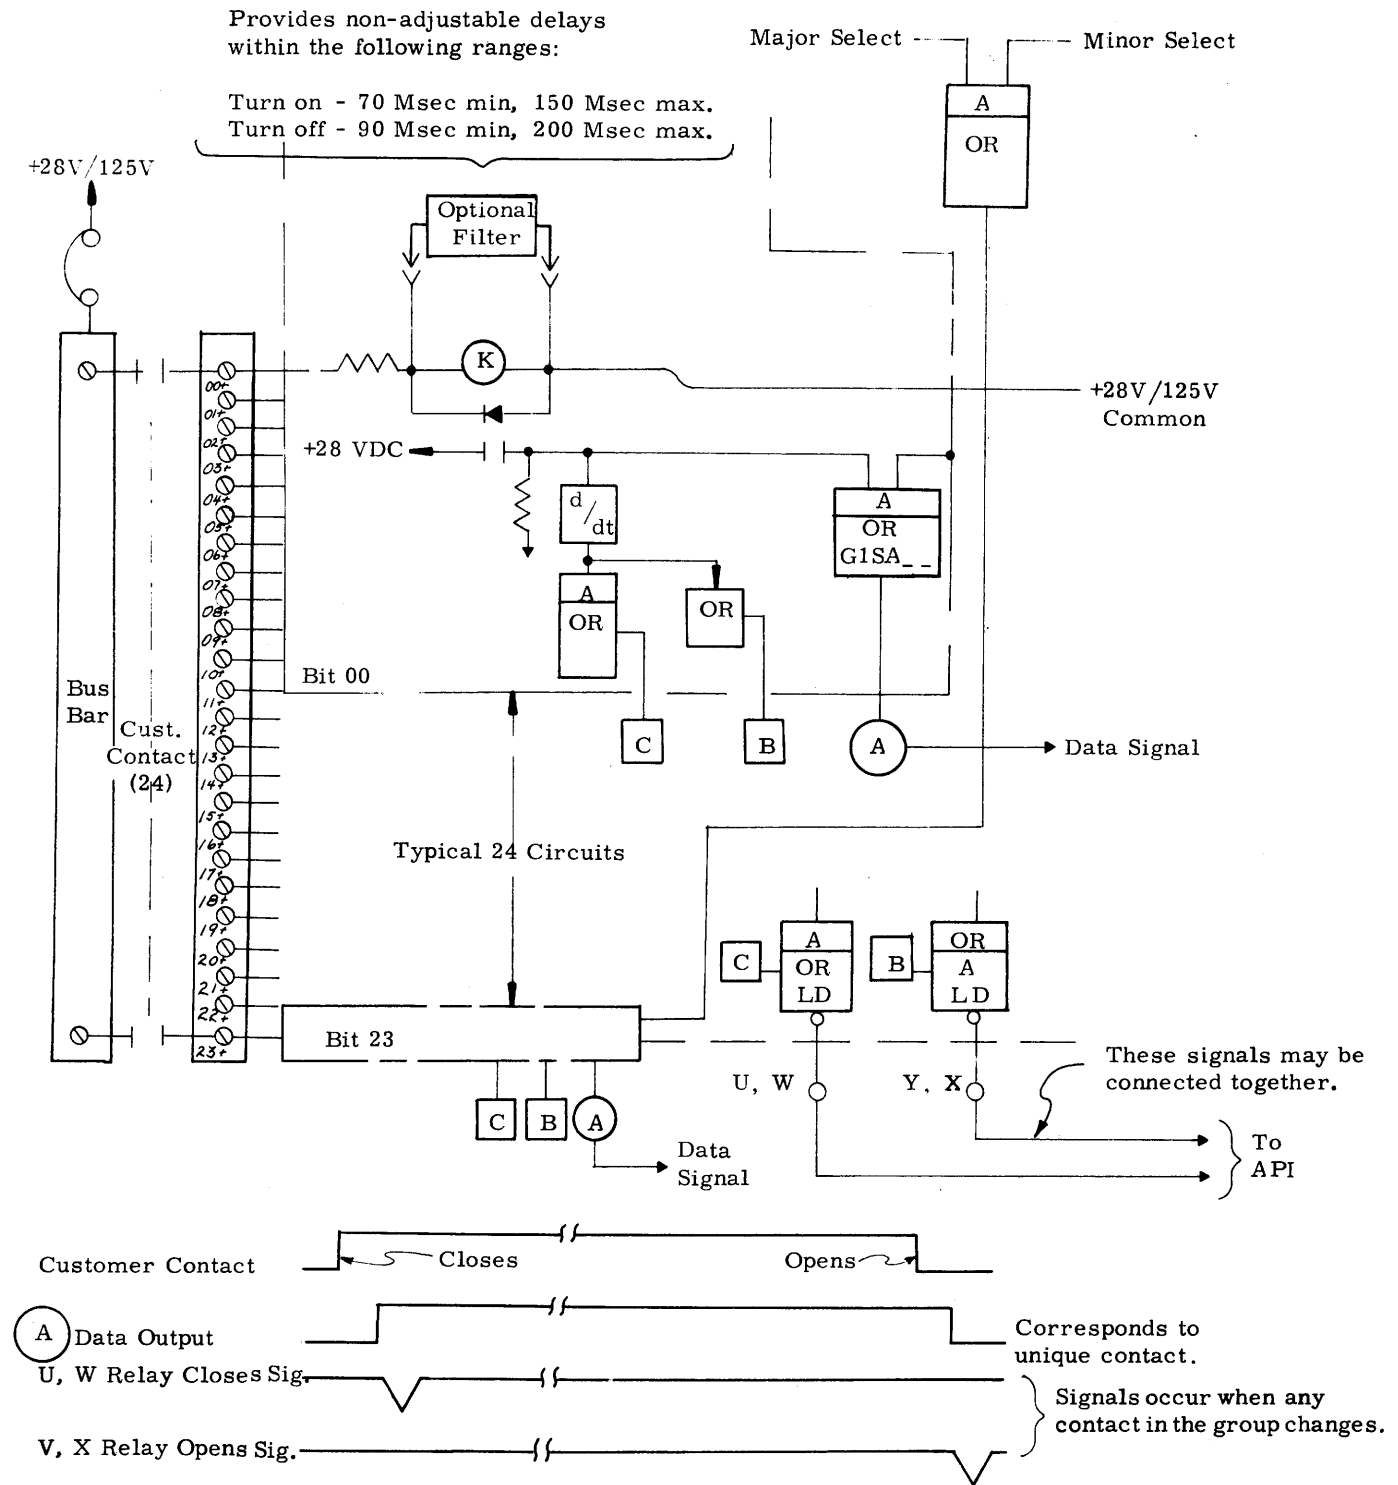 Provides non-adjustable delays
within the following ranges:
Turn on - 70 Msec min, 150 Msec max.
Turn off - 90 Msec min, 200 Msec max.
Major Select
Minor Select
A
OR
+28V/125V
Optional
Filter
K
+28V/125V
Common
00+
01+
02+
03+
04+
05+
06+
07+
08+
09+
10+
11+
12+
13+
14+
15+
16+
17+
18+
19+
20+
21+
22+
23+
+28 VDC
d/dt
A
OR
G1SA_ _
A
OR
OR
Bit 00
Bus
Bar
Cust.
Contact
(24)
C
B
A
Data Signal
Typical 24 Circuits
C
A
OR
LD
B
OR
A
LD
Bit 23
U, W
Y, X
These signals may be
connected together.
C
B
A
Data
Signal
To
API
Customer Contact
Closes
Opens
A
Data Output
Corresponds to
unique contact.
U, W Relay Closes Sig.
Signals occur when any
contact in the group changes.
V, X Relay Opens Sig.